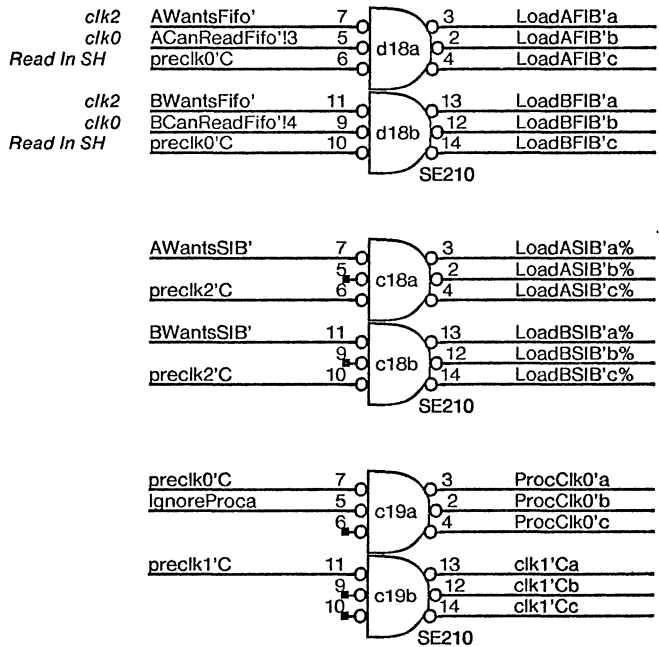 clk2 AWantsFifo' 7 3 LoadAFIB'a
clk0 ACanReadFifo'!3 5 2 LoadAFIB'b
Read In SH preclk0'C 6 4 LoadAFIB'c
d18a
clk2 BWantsFifo' 11 13 LoadBFIB'a
clk0 BCanReadFifo'!4 9 12 LoadBFIB'b
Read In SH preclk0'C 10 14 LoadBFIB'c
d18b
SE210
AWantsSIB' 7 3 LoadASIB'a%
5 2 LoadASIB'b%
preclk2'C 6 4 LoadASIB'c%
c18a
BWantsSIB' 11 13 LoadBSIB'a%
9 12 LoadBSIB'b%
preclk2'C 10 14 LoadBSIB'c%
c18b
SE210
preclk0'C 7 3 ProcClk0'a
IgnoreProca 5 2 ProcClk0'b
6 4 ProcClk0'c
c19a
preclk1'C 11 13 clk1'Ca
9 12 clk1'Cb
10 14 clk1'Cc
c19b
SE210